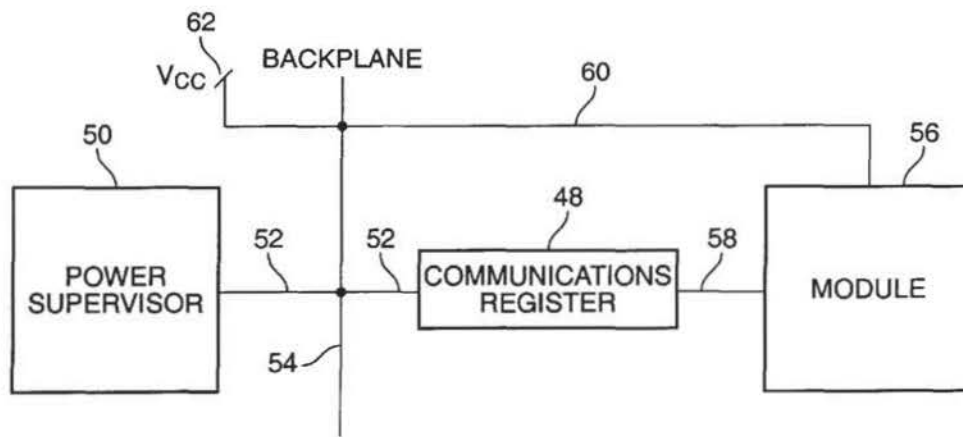 62
VCC
BACKPLANE
60
50
56
48
52
52
58
POWER
SUPERVISOR
COMMUNICATIONS
REGISTER
MODULE
54